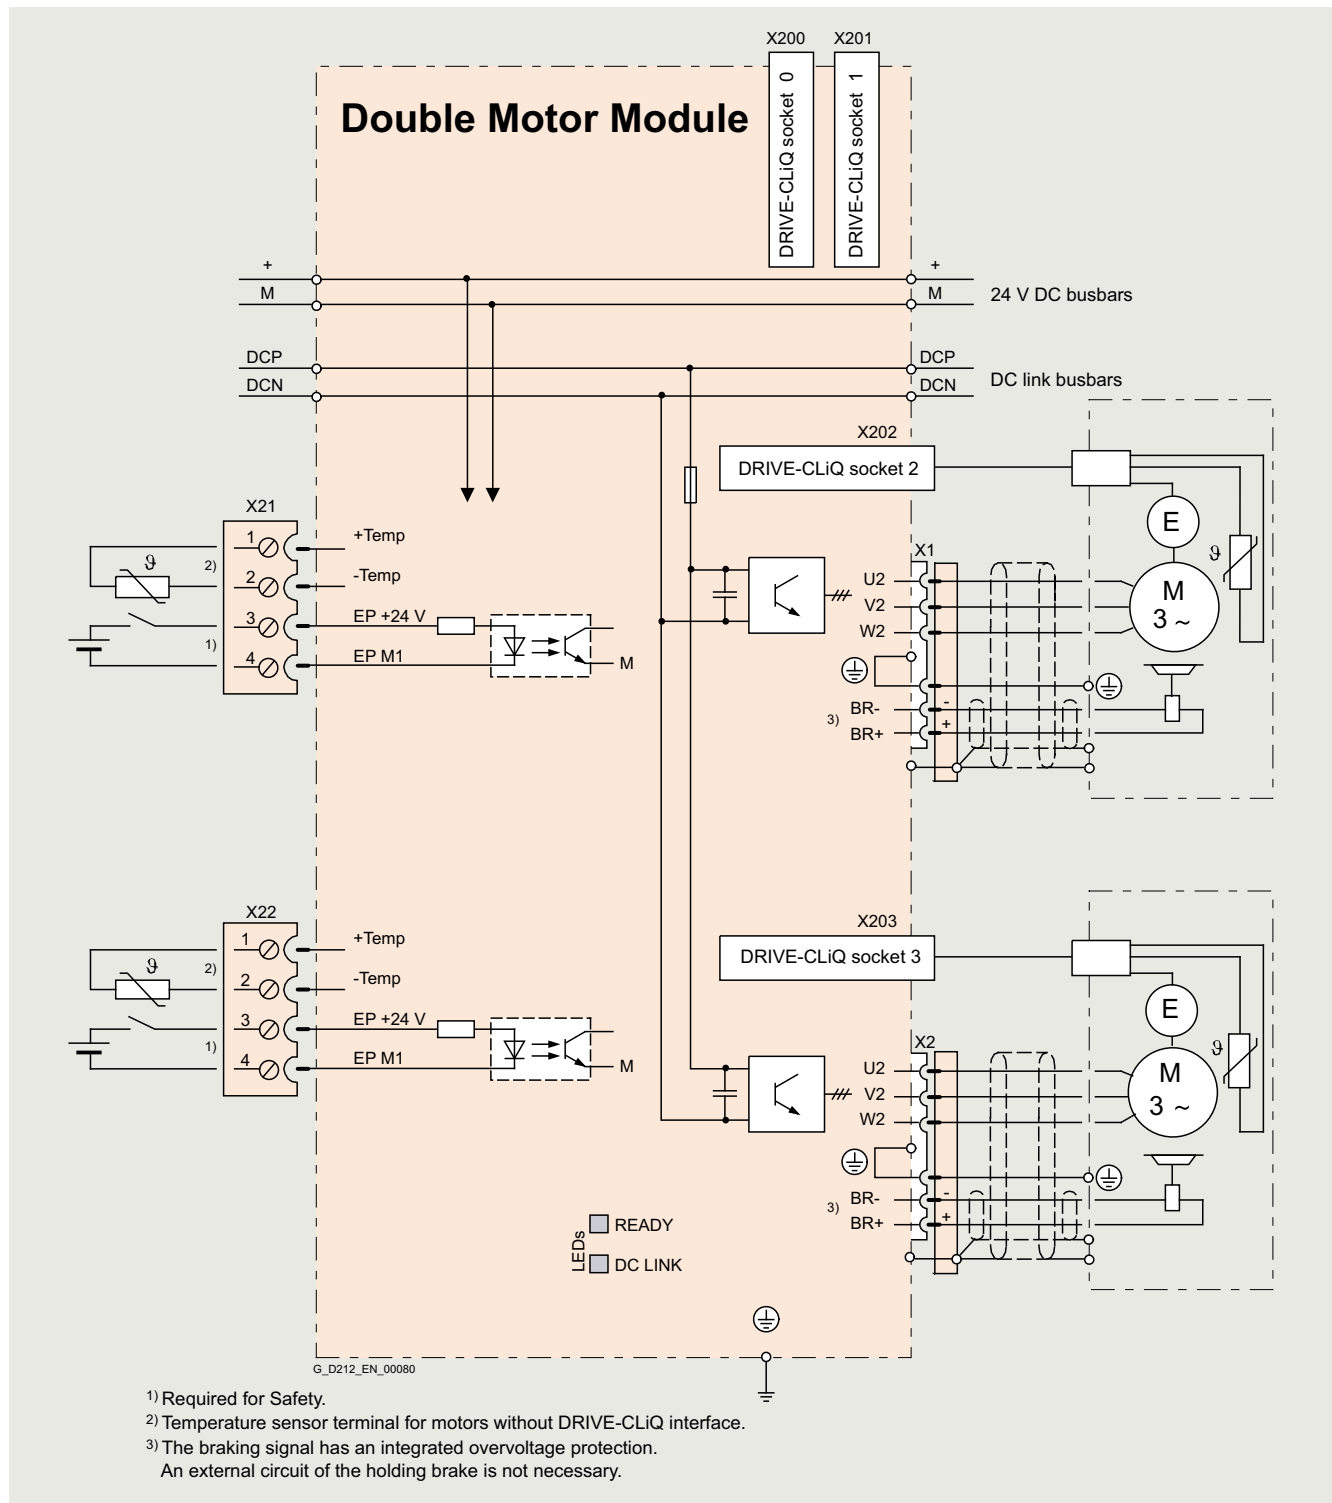 X200 X201
Double Motor Module
DRIVE-CLiQ socket 0
DRIVE-CLiQ socket 1
+ +
M M 24 V DC busbars
DCP DCP
DCN DCN DC link busbars
X202
DRIVE-CLiQ socket 2
X21
1 +Temp
ϑ 2)
2 -Temp
3 EP +24 V
1)
4 EP M1
M
E
ϑ
X1
U2
V2
W2
M
3 ~
BR- -
3)
BR+ +
X22
1 +Temp
ϑ 2)
2 -Temp
3 EP +24 V
1)
4 EP M1
M
X203
DRIVE-CLiQ socket 3
E
ϑ
X2
U2
V2
W2
M
3 ~
BR- -
3)
BR+ +
LEDs
READY
DC LINK
G_D212_EN_00080
1) Required for Safety.
2) Temperature sensor terminal for motors without DRIVE-CLiQ interface.
3) The braking signal has an integrated overvoltage protection.
An external circuit of the holding brake is not necessary.